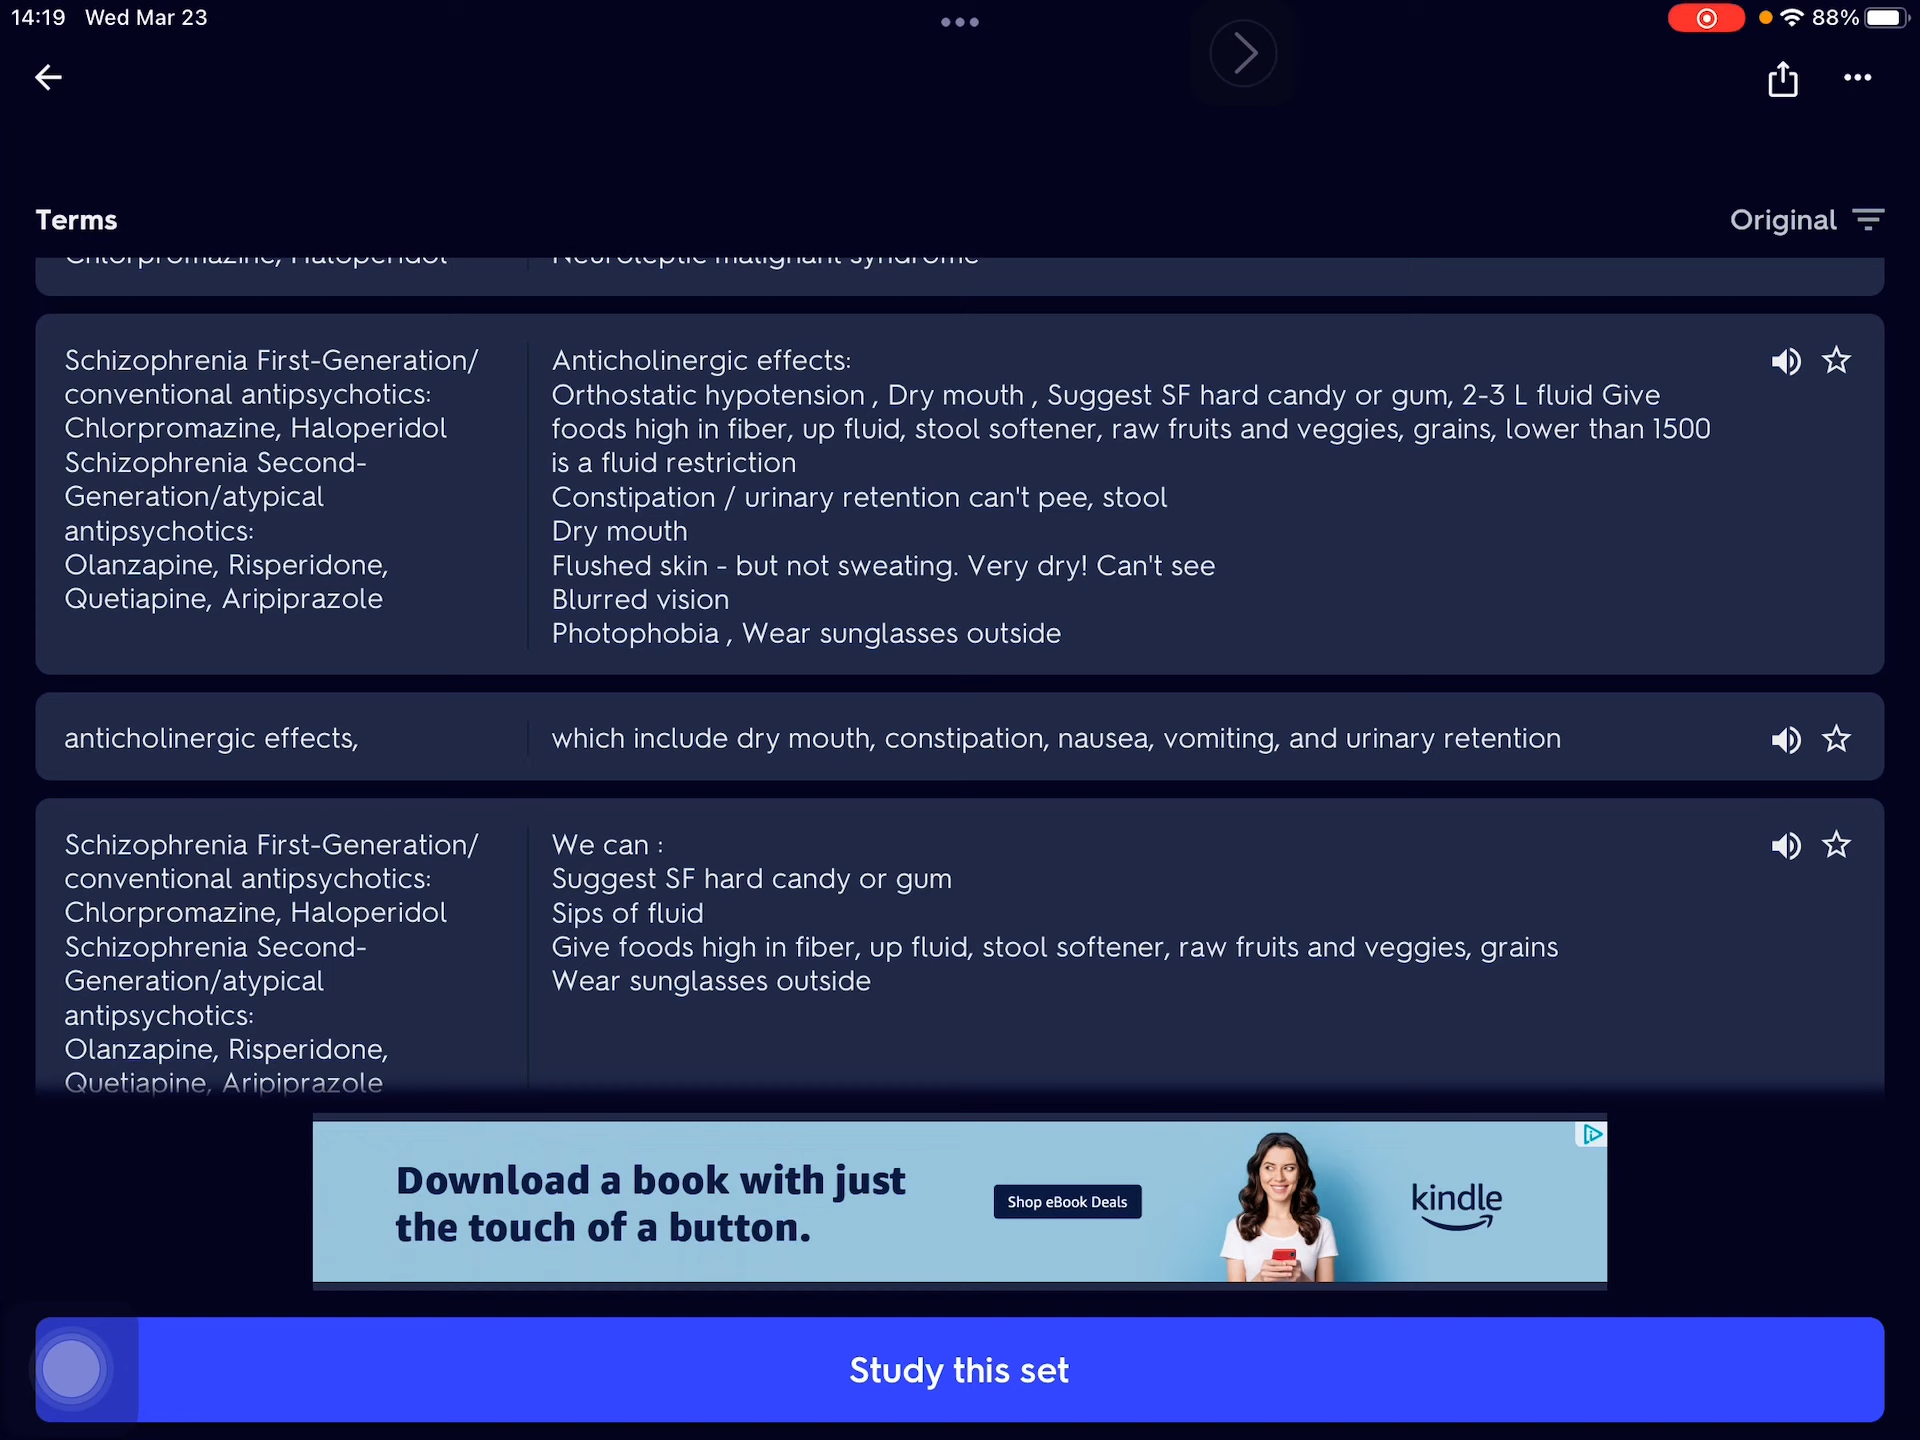 14:19 Wed Mar 23
88%
Terms
Original
Chlorpromazine, Haloperidol
Neuroleptic malignant syndrome
Schizophrenia First-Generation/
conventional antipsychotics:
Chlorpromazine, Haloperidol
Schizophrenia Second-
Generation/atypical
antipsychotics:
Olanzapine, Risperidone,
Quetiapine, Aripiprazole
Anticholinergic effects:
Orthostatic hypotension , Dry mouth , Suggest SF hard candy or gum, 2-3 L fluid Give
foods high in fiber, up fluid, stool softener, raw fruits and veggies, grains, lower than 1500
is a fluid restriction
Constipation / urinary retention can't pee, stool
Dry mouth
Flushed skin - but not sweating. Very dry! Can't see
Blurred vision
Photophobia , Wear sunglasses outside
anticholinergic effects,
which include dry mouth, constipation, nausea, vomiting, and urinary retention
Schizophrenia First-Generation/
conventional antipsychotics:
Chlorpromazine, Haloperidol
Schizophrenia Second-
Generation/atypical
antipsychotics:
Olanzapine, Risperidone,
Quetiapine, Aripiprazole
We can :
Suggest SF hard candy or gum
Sips of fluid
Give foods high in fiber, up fluid, stool softener, raw fruits and veggies, grains
Wear sunglasses outside
Download a book with just
the touch of a button.
Shop eBook Deals
kindle
Study this set